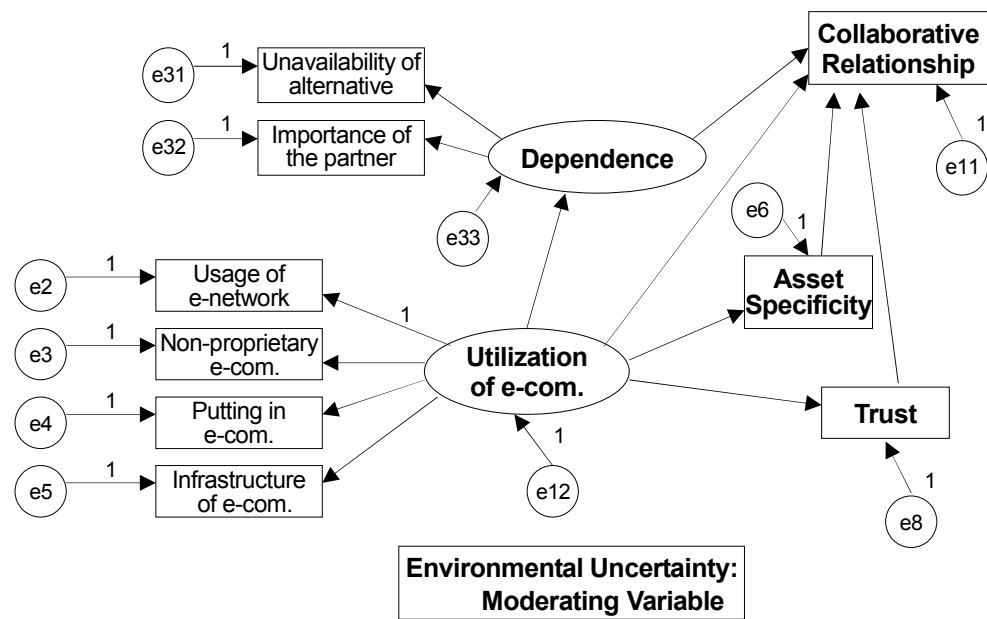 Collaborative
Relationship
1
e31
Unavailability of
alternative
1
e32
Importance of
the partner
Dependence
1
e11
e33
e6
1
Asset
Specificity
1
e2
Usage of
e-network
1
1
e3
Non-proprietary
e-com.
Utilization
of e-com.
1
e4
Putting in
e-com.
Trust
1
e5
Infrastructure
of e-com.
1
e12
1
e8
Environmental Uncertainty:
Moderating Variable